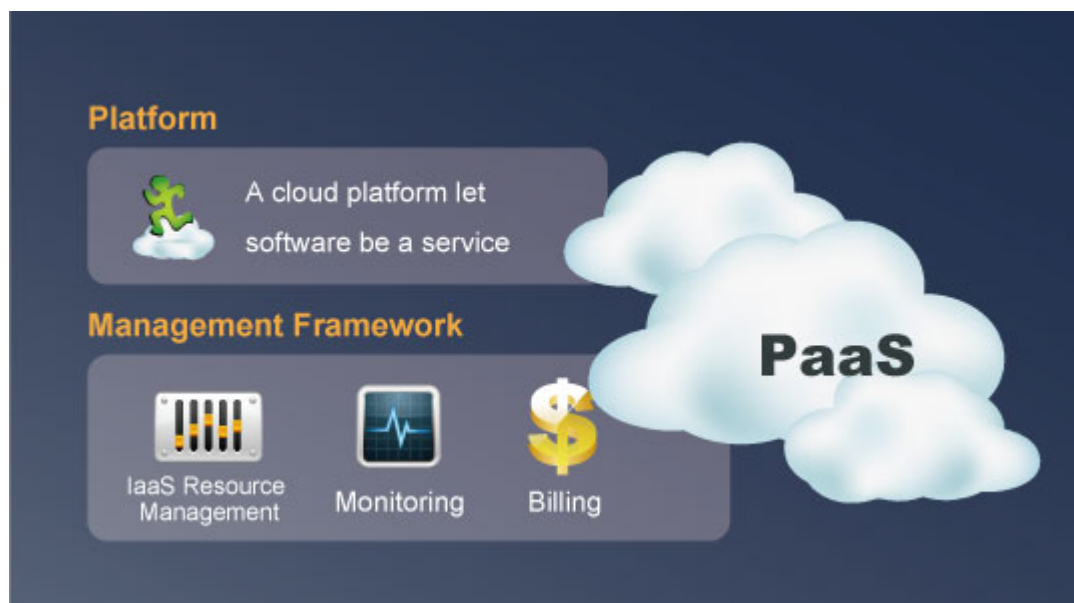 Platform
A cloud platform let
software be a service
Management Framework
IaaS Resource
Management
Monitoring
Billing
PaaS